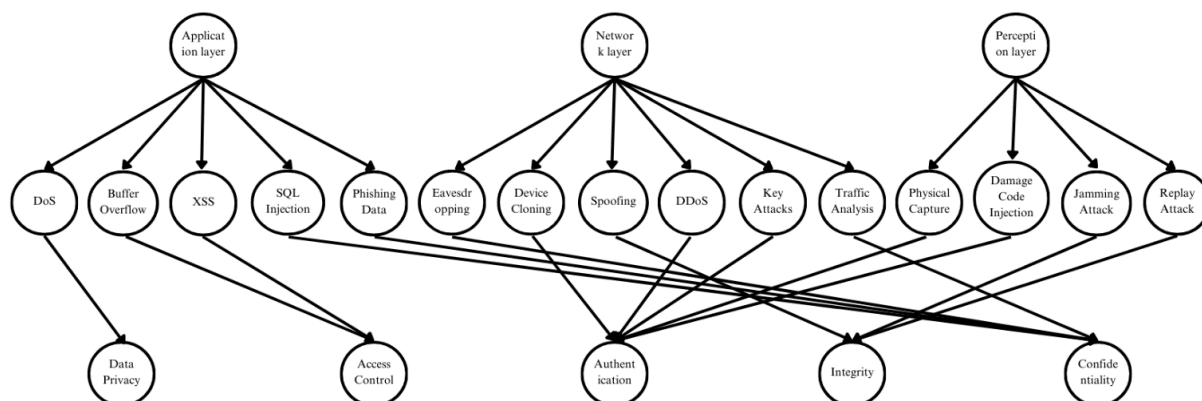 Applicat
ion layer
Networ
k layer
Percepti
on layer
DoS
Buffer
Overflow
XSS
SQL
Injection
Phishing
Data
Eavesdr
opping
Device
Cloning
Spoofing
DDoS
Key
Attacks
Traffic
Analysis
Physical
Capture
Damage
Code
Injection
Jamming
Attack
Replay
Attack
Data
Privacy
Access
Control
Authent
ication
Integrity
Confide
ntiality